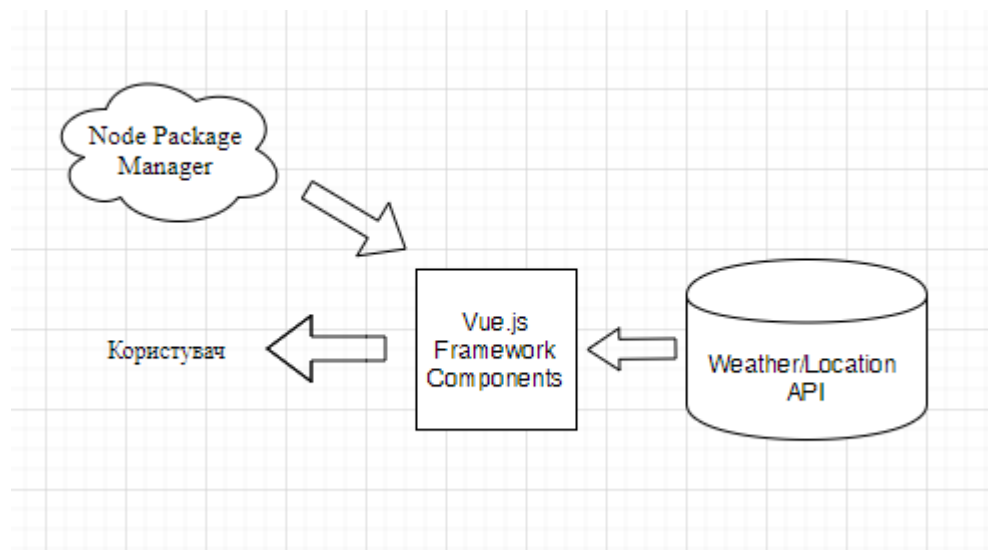 Node Package
Manager
Vue.js
Framework
Components
Користувач
Weather/Location
API